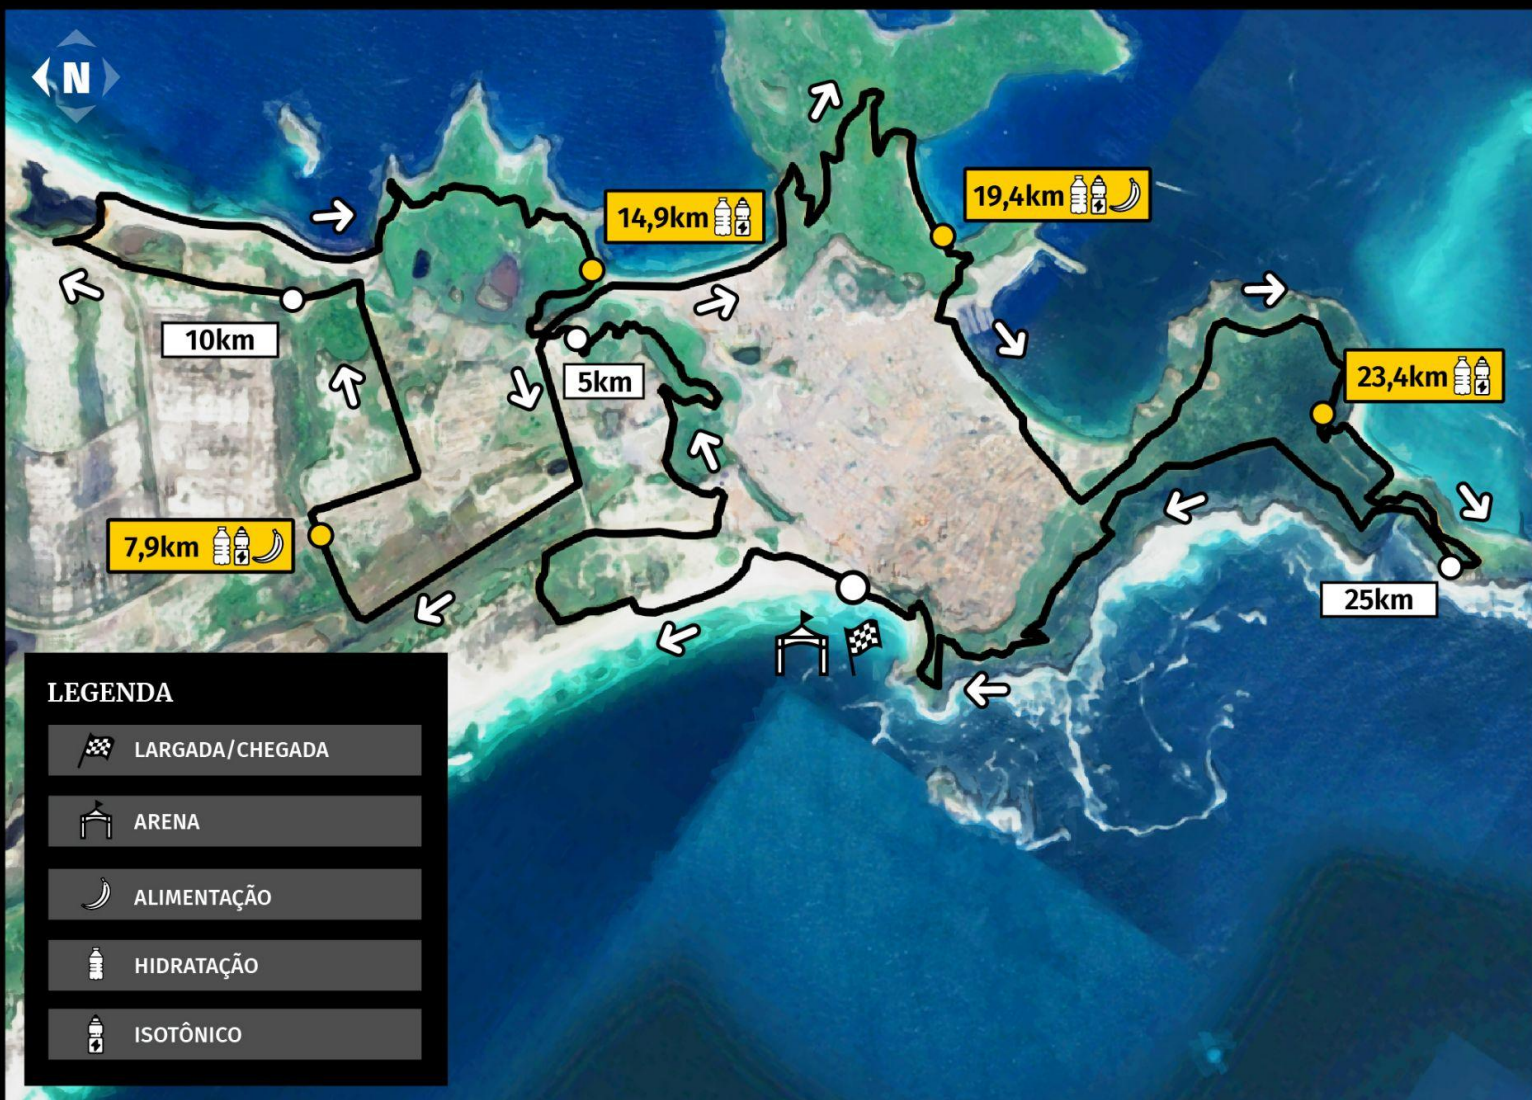 N
14,9km
19,4km
10km
5km
23,4km
7,9km
25km
LEGENDA
LARGADA/CHEGADA
ARENA
ALIMENTAÇÃO
HIDRATAÇÃO
ISOTÔNICO